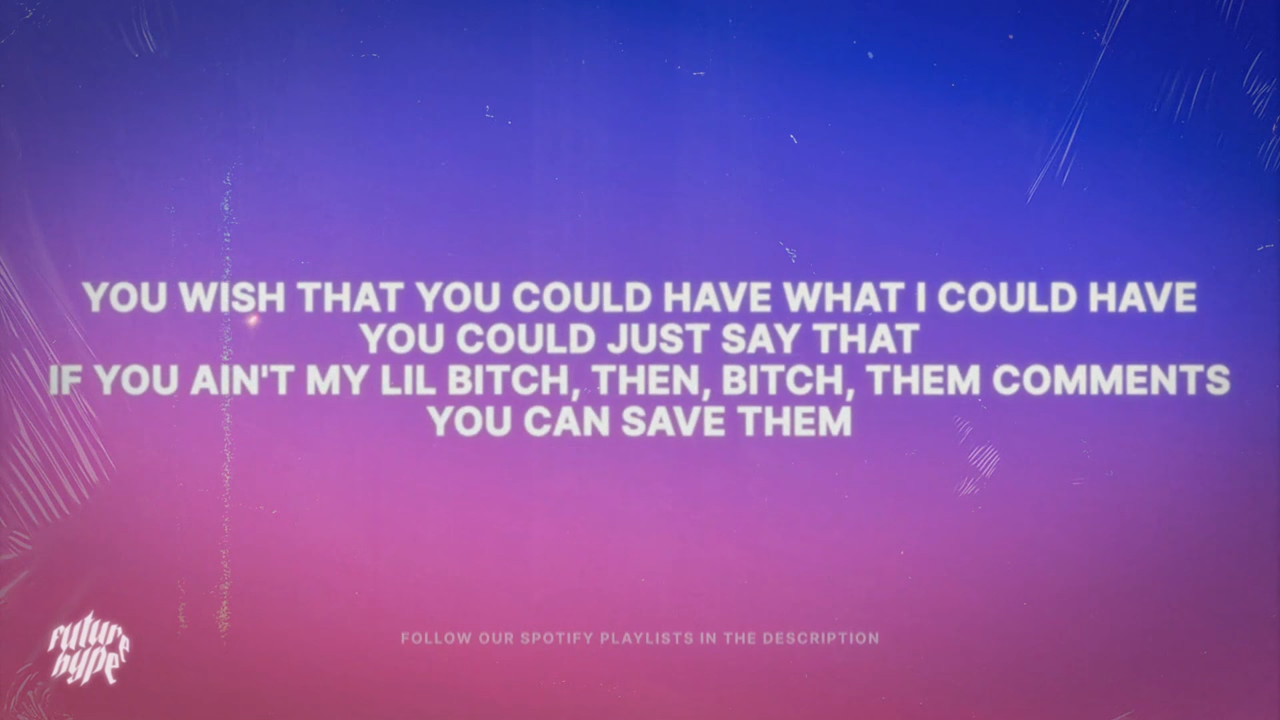 YOU WISH THAT YOU COULD HAVE WHAT I COULD HAVE
YOU COULD JUST SAY THAT
IF YOU AIN'T MY LIL BITCH, THEN, BITCH, THEM COMMENTS
YOU CAN SAVE THEM
FOLLOW OUR SPOTIFY PLAYLISTS IN THE DESCRIPTION
future
hype